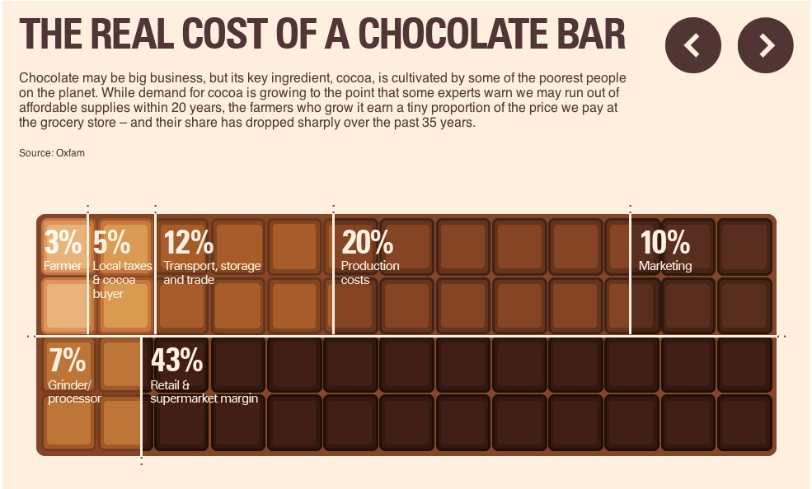 THE REAL COST OF A CHOCOLATE BAR
Chocolate may be big business, but its key ingredient, cocoa, is cultivated by some of the poorest people
on the planet. While demand for cocoa is growing to the point that some experts warn we may run out of
affordable supplies within 20 years, the farmers who grow it earn a tiny proportion of the price we pay at
the grocery store – and their share has dropped sharply over the past 35 years.
Source: Oxfam
3%
Farmer
5%
Local taxes
& cocoa
buyer
12%
Transport, storage
and trade
20%
Production
costs
10%
Marketing
7%
Grinder/
processor
43%
Retail &
supermarket margin